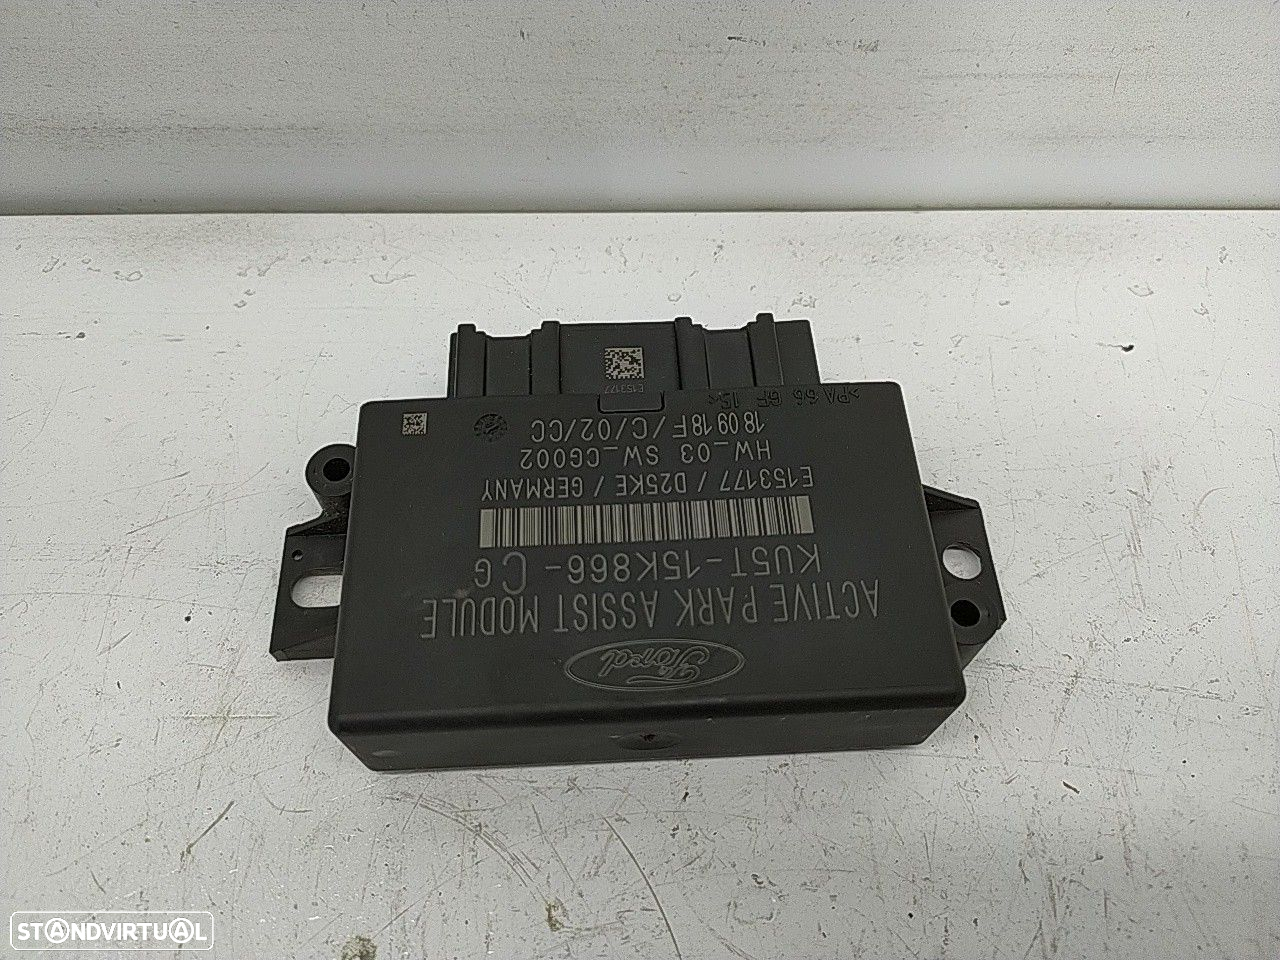 Ford
ACTIVE PARK ASSIST MODULE
KU5T-15K866-CG
E153177 / D25KE / GERMANY
HW_03 SW_CG002
18 09 18F/C/02/CC
>PA 66 GF 15<
E153177
STANDVIRTUAL